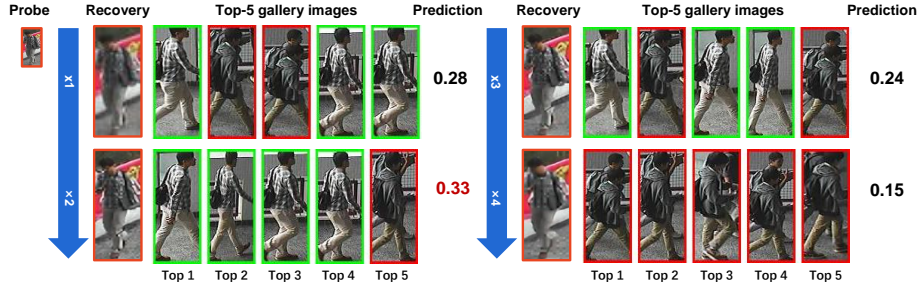 Probe Recovery Top-5 gallery images Prediction Recovery Top-5 gallery images Prediction
×1 0.28 ×3 0.24
×2 0.33 ×4 0.15
Top 1 Top 2 Top 3 Top 4 Top 5 Top 1 Top 2 Top 3 Top 4 Top 5